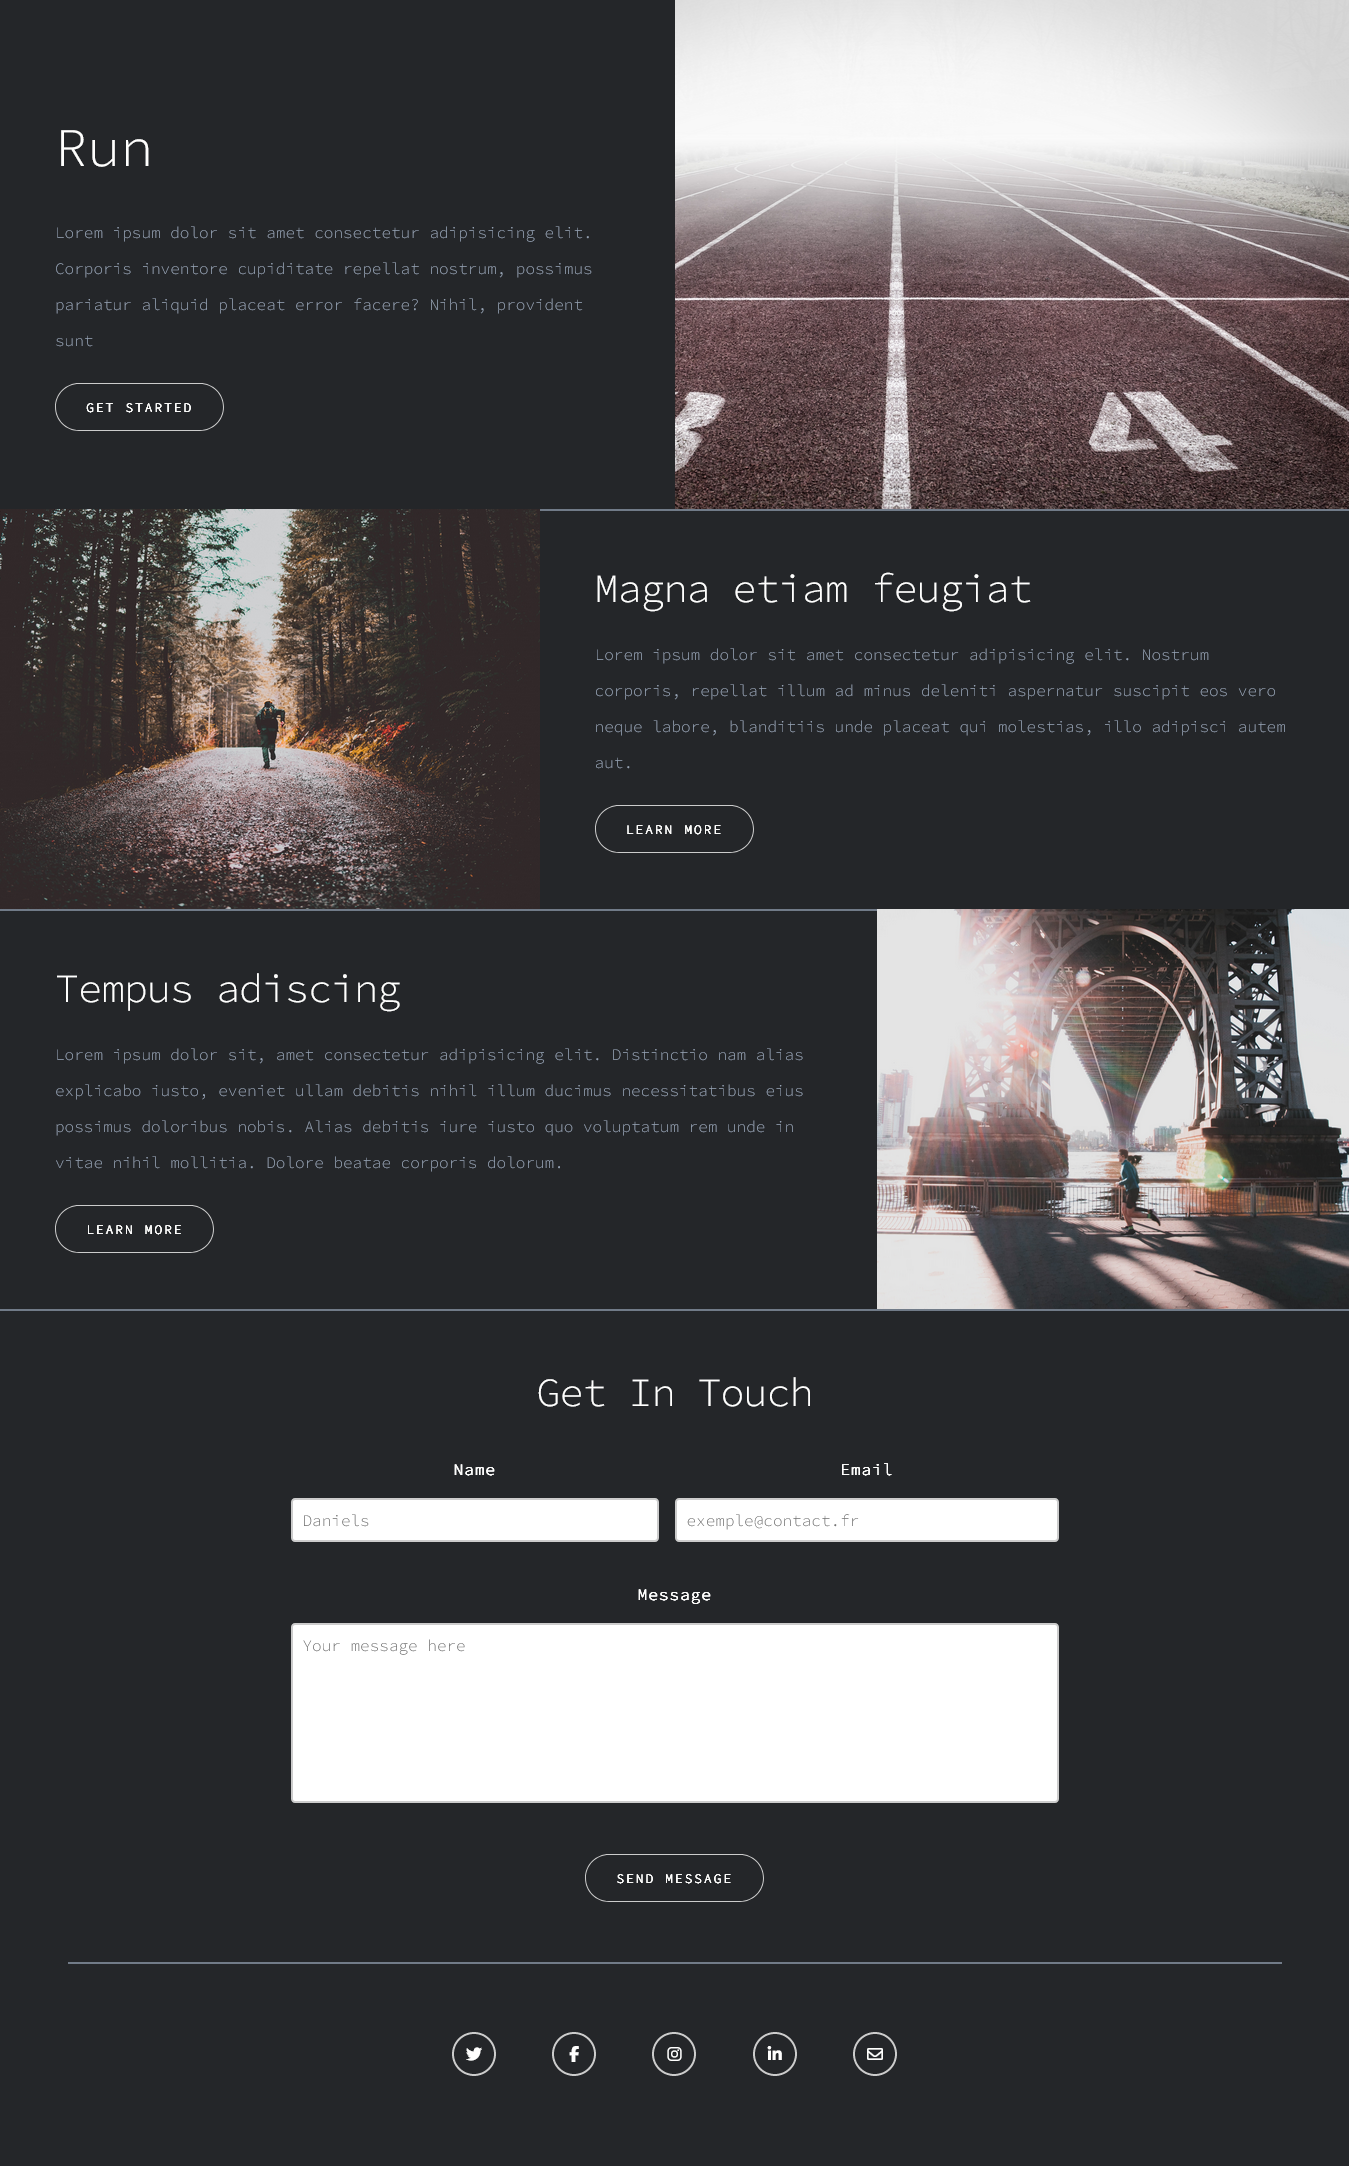 Run
Lorem ipsum dolor sit amet consectetur adipisicing elit.
Corporis inventore cupiditate repellat nostrum, possimus
pariatur aliquid placeat error facere? Nihil, provident
sunt
GET STARTED
4
Magna etiam feugiat
Lorem ipsum dolor sit amet consectetur adipisicing elit. Nostrum
corporis, repellat illum ad minus deleniti aspernatur suscipit eos vero
neque labore, blanditiis unde placeat qui molestias, illo adipisci autem
aut.
LEARN MORE
Tempus adiscing
Lorem ipsum dolor sit, amet consectetur adipisicing elit. Distinctio nam alias
explicabo iusto, eveniet ullam debitis nihil illum ducimus necessitatibus eius
possimus doloribus nobis. Alias debitis iure iusto quo voluptatum rem unde in
vitae nihil mollitia. Dolore beatae corporis dolorum.
LEARN MORE
Get In Touch
Name
Email
Daniels
exemple@contact.fr
Message
Your message here
SEND MESSAGE